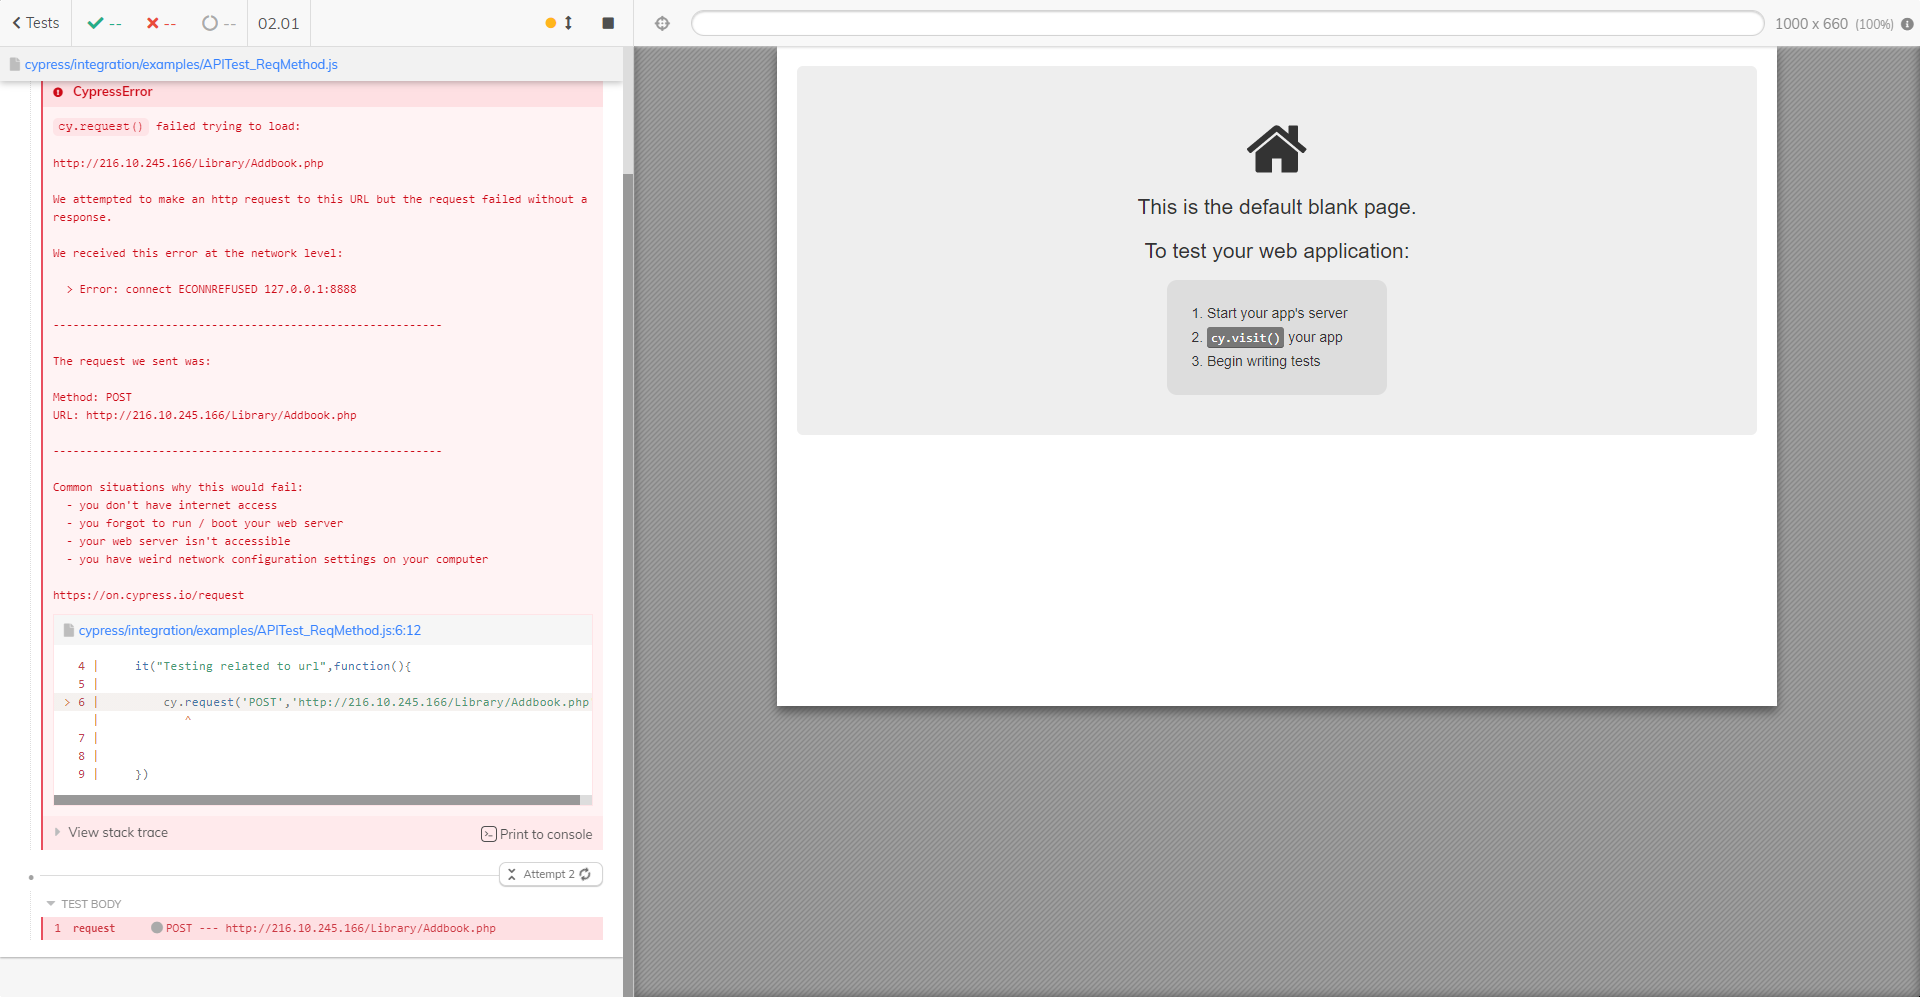 Tests -- -- -- 02.01
1000 x 660 (100%)
cypress/integration/examples/APITest_ReqMethod.js
CypressError
cy.request() failed trying to load:
http://216.10.245.166/Library/Addbook.php
We attempted to make an http request to this URL but the request failed without a
response.
We received this error at the network level:
> Error: connect ECONNREFUSED 127.0.0.1:8888
-----------------------------------------------------------
The request we sent was:
Method: POST
URL: http://216.10.245.166/Library/Addbook.php
-----------------------------------------------------------
Common situations why this would fail:
- you don't have internet access
- you forgot to run / boot your web server
- your web server isn't accessible
- you have weird network configuration settings on your computer
https://on.cypress.io/request
cypress/integration/examples/APITest_ReqMethod.js:6:12
4 | it("Testing related to url",function(){
5 |
> 6 | cy.request('POST','http://216.10.245.166/Library/Addbook.php
| ^
7 |
8 |
9 | })
View stack trace
Print to console
Attempt 2
TEST BODY
1 request POST --- http://216.10.245.166/Library/Addbook.php
This is the default blank page.
To test your web application:
1. Start your app's server
2. cy.visit() your app
3. Begin writing tests